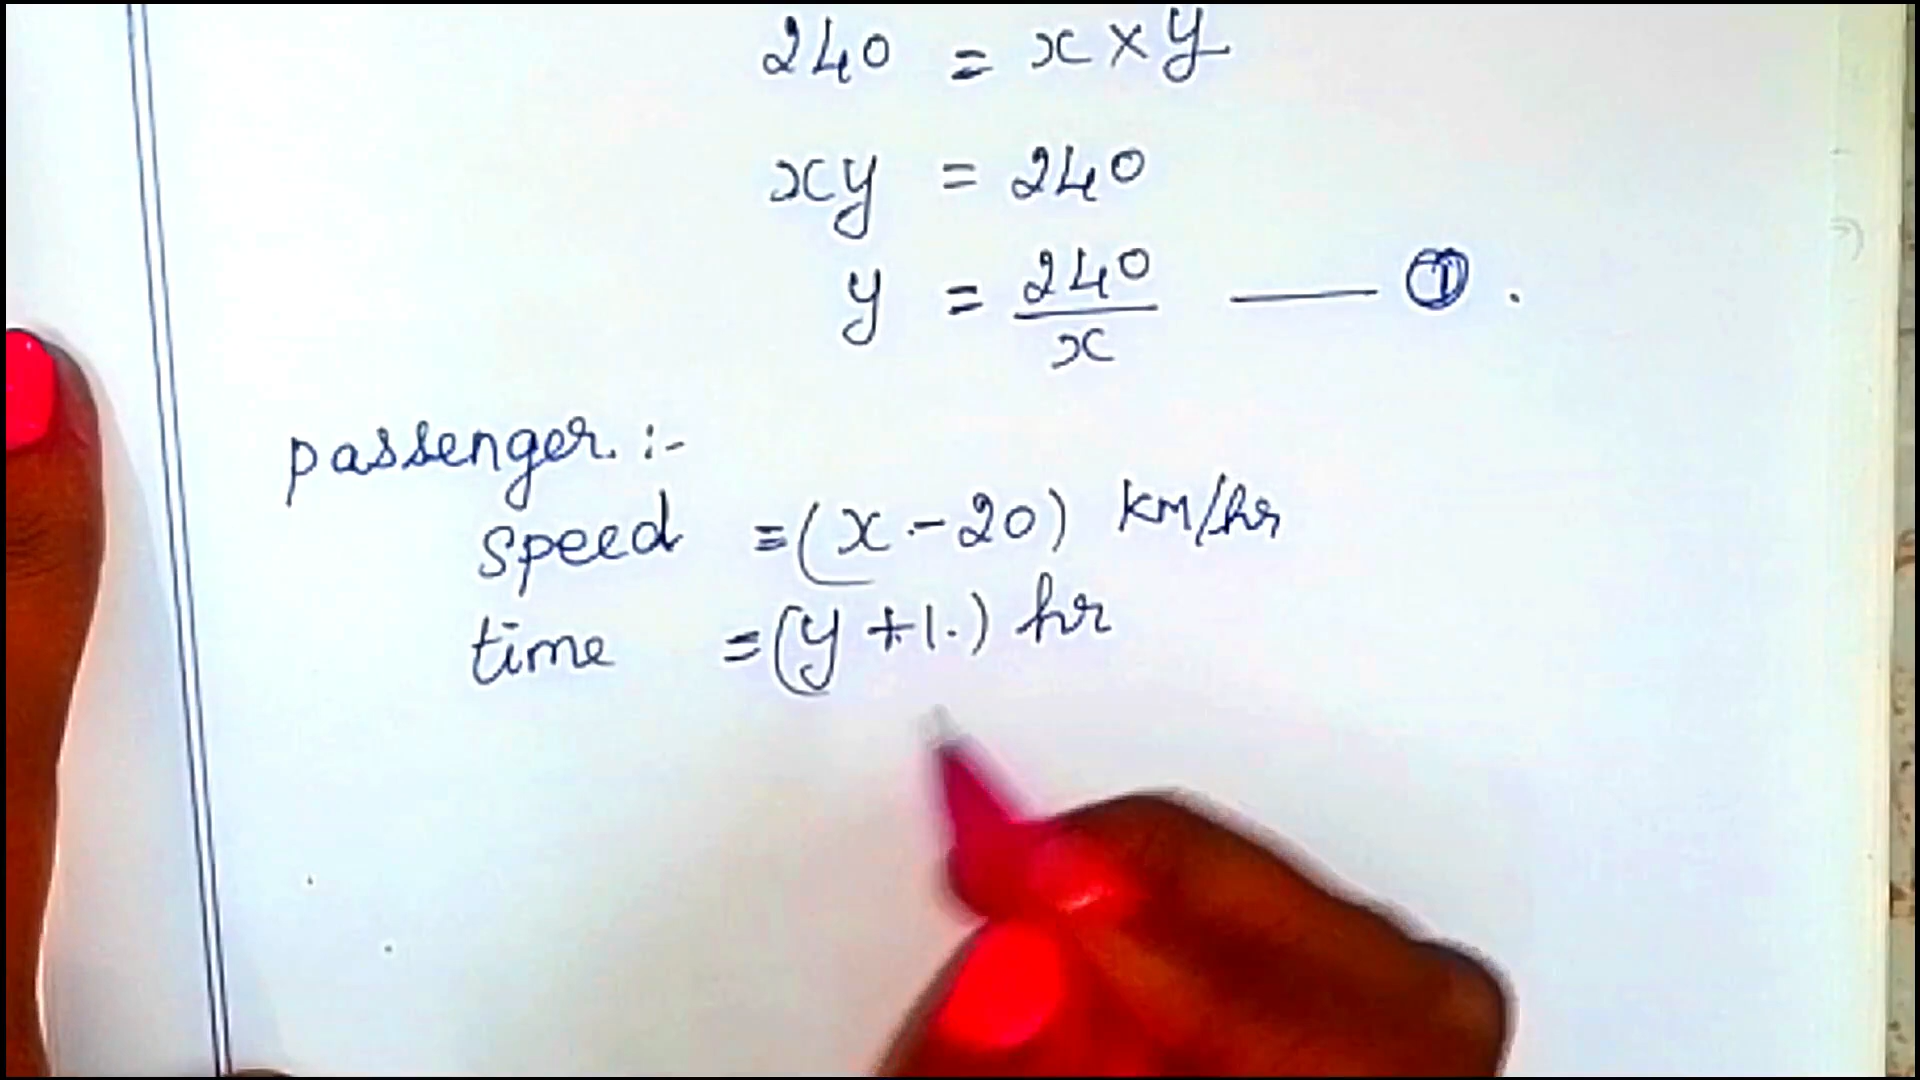 240 = x × y
xy = 240
y = 240/x —— ① .
passenger :-
speed = (x - 20) km/hr
time = (y + 1.) hr